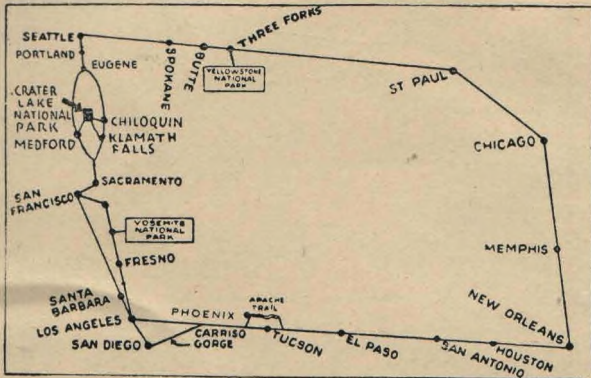 SEATTLE
PORTLAND
EUGENE
SPOKANE
BUTTE
THREE FORKS
YELLOWSTONE
NATIONAL
PARK
ST PAUL
CHICAGO
MEMPHIS
NEW ORLEANS
CRATER
LAKE
NATIONAL
PARK
MEDFORD
CHILOQUIN
KLAMATH
FALLS
SACRAMENTO
SAN
FRANCISCO
YOSEMITE
NATIONAL
PARK
FRESNO
SANTA
BARBARA
LOS ANGELES
SAN DIEGO
CARRISO
GORGE
PHOENIX
APACHE
TRAIL
TUCSON
EL PASO
SAN ANTONIO
HOUSTON